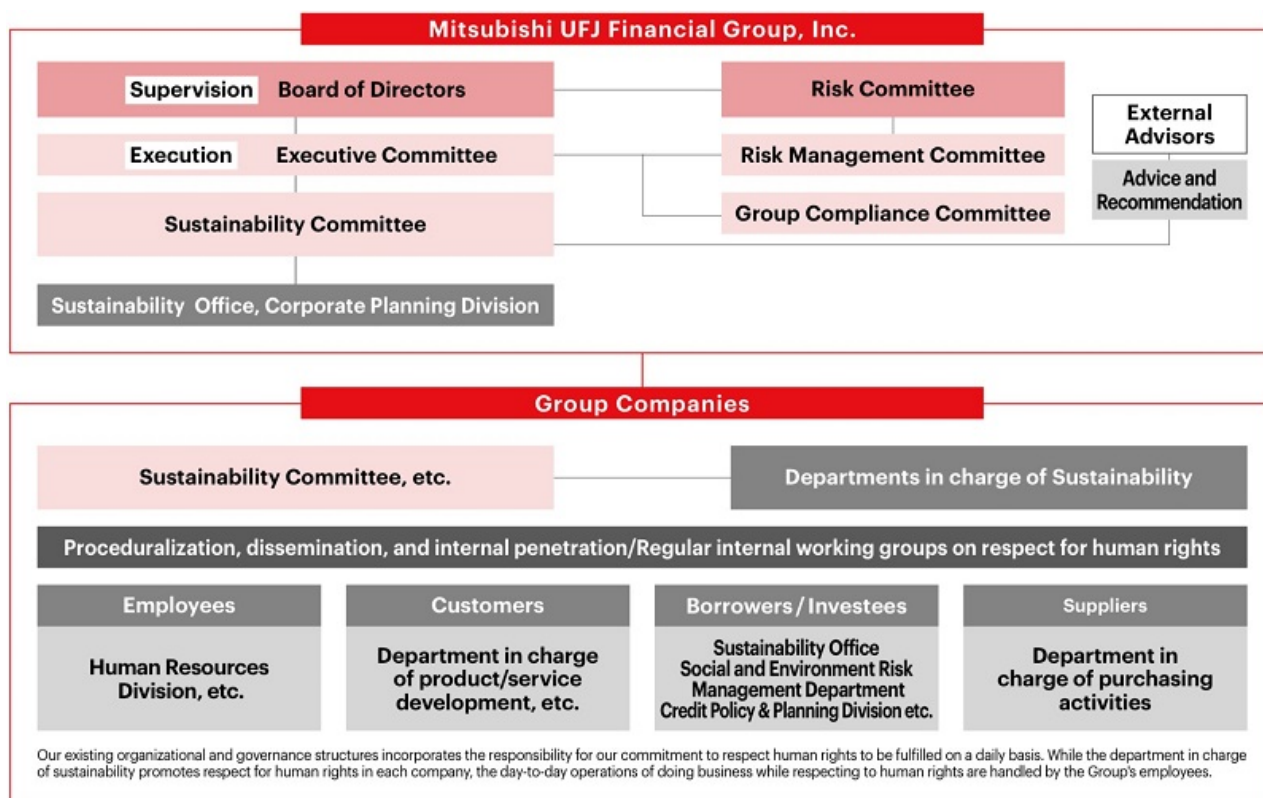 Mitsubishi UFJ Financial Group, Inc.
Supervision Board of Directors
Risk Committee
External
Advisors
Execution Executive Committee
Risk Management Committee
Advice and
Recommendation
Sustainability Committee
Group Compliance Committee
Sustainability Office, Corporate Planning Division
Group Companies
Sustainability Committee, etc.
Departments in charge of Sustainability
Proceduralization, dissemination, and internal penetration/Regular internal working groups on respect for human rights
Employees
Human Resources
Division, etc.
Customers
Department in charge
of product/service
development, etc.
Borrowers / Investees
Sustainability Office
Social and Environment Risk
Management Department
Credit Policy & Planning Division etc.
Suppliers
Department in
charge of purchasing
activities
Our existing organizational and governance structures incorporates the responsibility for our commitment to respect human rights to be fulfilled on a daily basis. While the department in charge
of sustainability promotes respect for human rights in each company, the day-to-day operations of doing business while respecting to human rights are handled by the Group's employees.